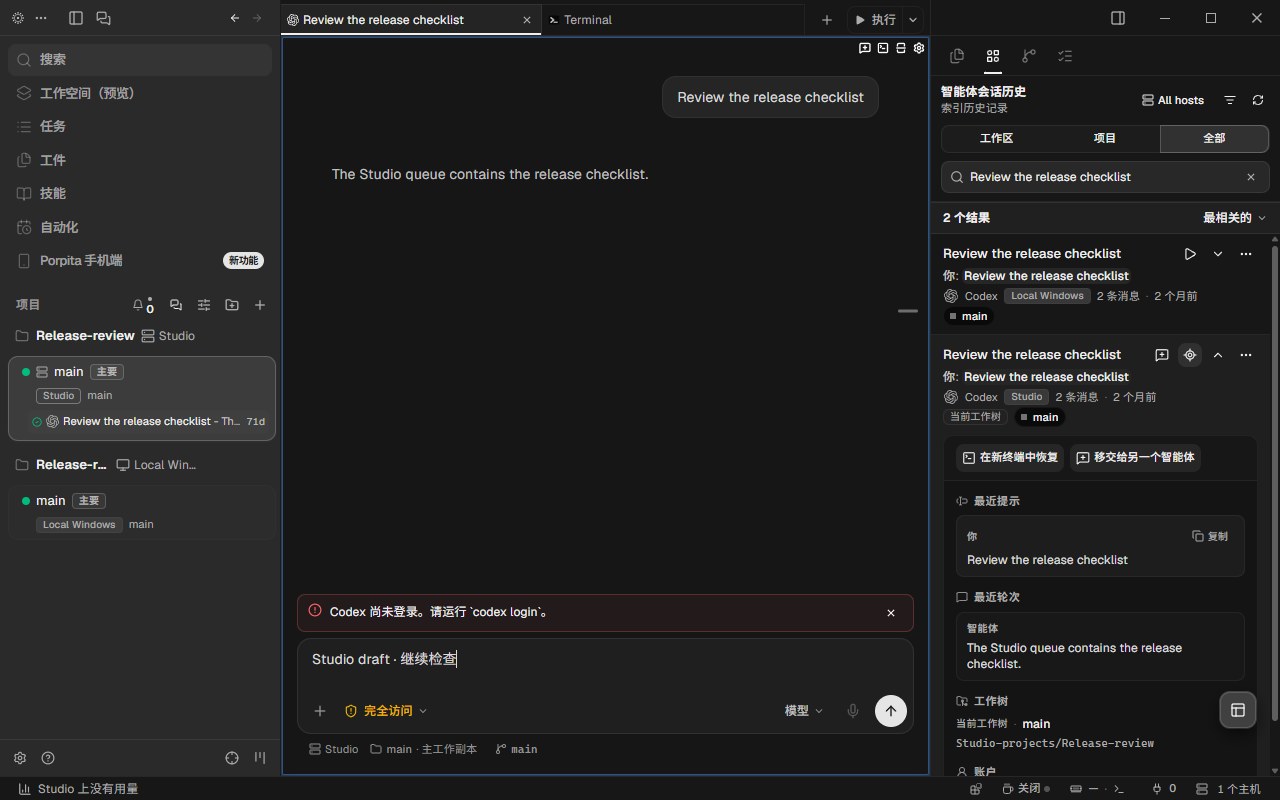 Review the release checklist
Terminal
执行
搜索
工作空间（预览）
任务
工件
技能
自动化
Porpita 手机端
新功能
项目
0
Release-review
Studio
main
主要
Studio
main
Review the release checklist - Th...
71d
Release-r...
Local Win...
main
主要
Local Windows
main
Review the release checklist
The Studio queue contains the release checklist.
Codex 尚未登录。请运行 `codex login`。
Studio draft · 继续检查
完全访问
模型
Studio
main · 主工作副本
main
智能体会话历史
索引历史记录
All hosts
工作区
项目
全部
Review the release checklist
2 个结果
最相关的
Review the release checklist
你: Review the release checklist
Codex
Local Windows
2 条消息 · 2 个月前
main
Review the release checklist
你: Review the release checklist
Codex
Studio
2 条消息 · 2 个月前
当前工作树
main
在新终端中恢复
移交给另一个智能体
最近提示
你
复制
Review the release checklist
最近轮次
智能体
The Studio queue contains the release
checklist.
工作树
当前工作树 · main
Studio-projects/Release-review
账户
Studio 上没有用量
关闭
0
1 个主机